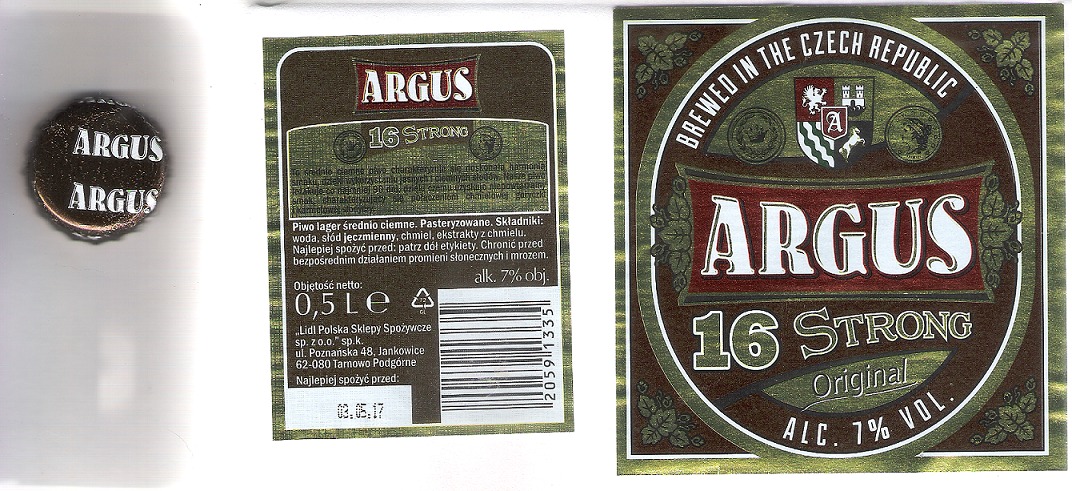 ARGUS
ARGUS
ARGUS
16 STRONG
Piwo lager średnio ciemne. Pasteryzowane. Składniki:
woda, słód jęczmienny, chmiel, ekstrakty z chmielu.
Najlepiej spożyć przed: patrz dół etykiety. Chronić przed
bezpośrednim działaniem promieni słonecznych i mrozem.
alk. 7% obj.
Objętość netto:
0,5 L e
„Lidl Polska Sklepy Spożywcze
sp. z o.o.” sp.k.
ul. Poznańska 48, Jankowice
62-080 Tarnowo Podgórne
Najlepiej spożyć przed:
03.05.17
20591335
BREWED IN THE CZECH REPUBLIC
A
ARGUS
16 STRONG
Original
ALC. 7% VOL.